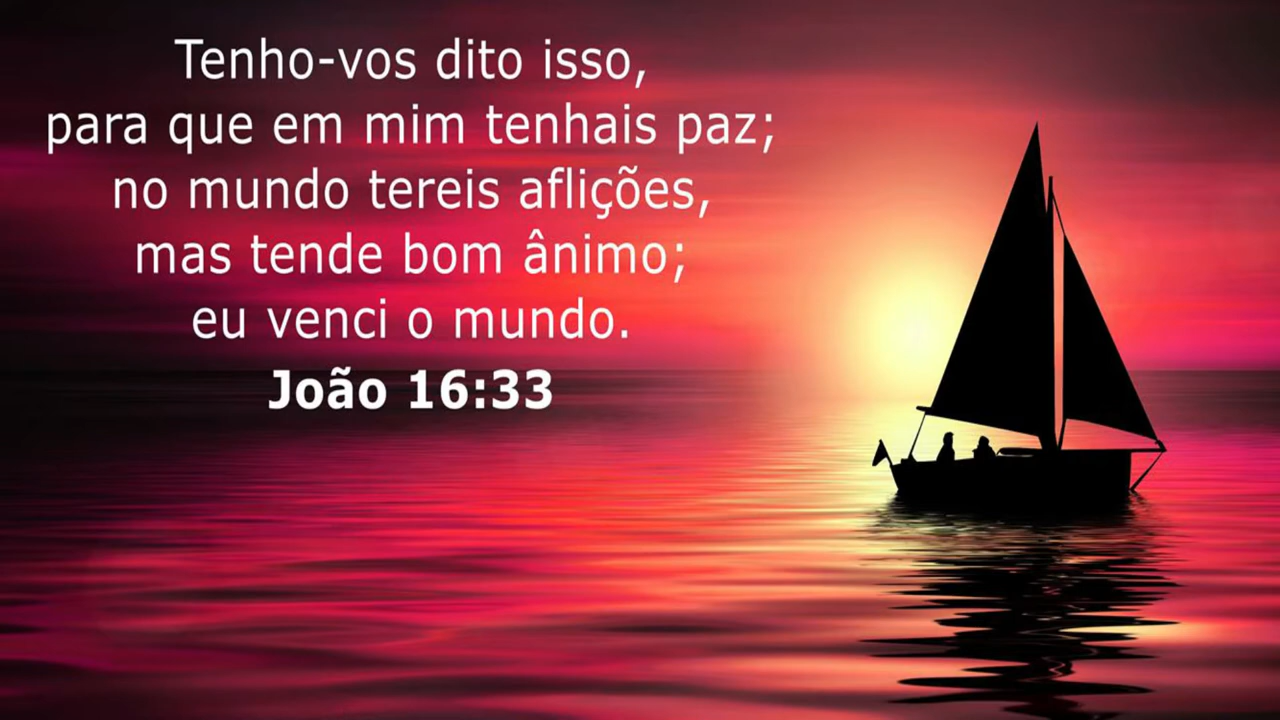 Tenho-vos dito isso,
para que em mim tenhais paz;
no mundo tereis aflições,
mas tende bom ânimo;
eu venci o mundo.
João 16:33